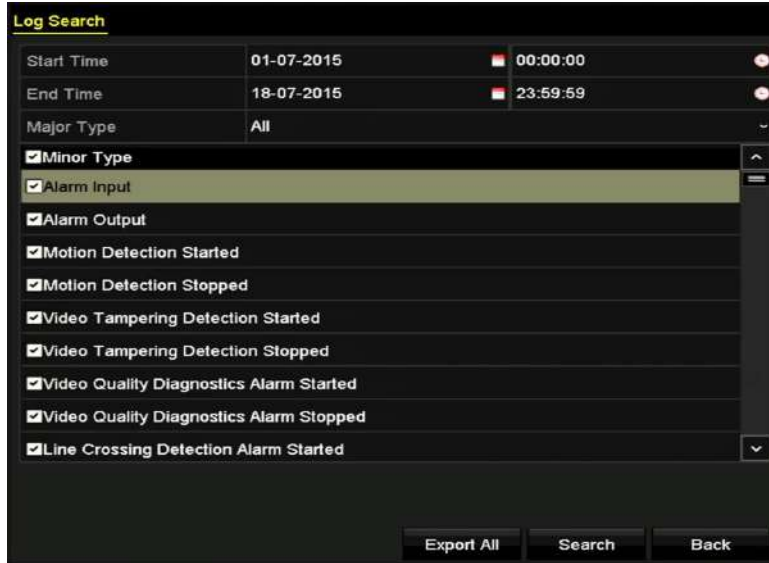 Log Search
Start Time 01-07-2015 00:00:00
End Time 18-07-2015 23:59:59
Major Type All
Minor Type
Alarm Input
Alarm Output
Motion Detection Started
Motion Detection Stopped
Video Tampering Detection Started
Video Tampering Detection Stopped
Video Quality Diagnostics Alarm Started
Video Quality Diagnostics Alarm Stopped
Line Crossing Detection Alarm Started
Export All Search Back